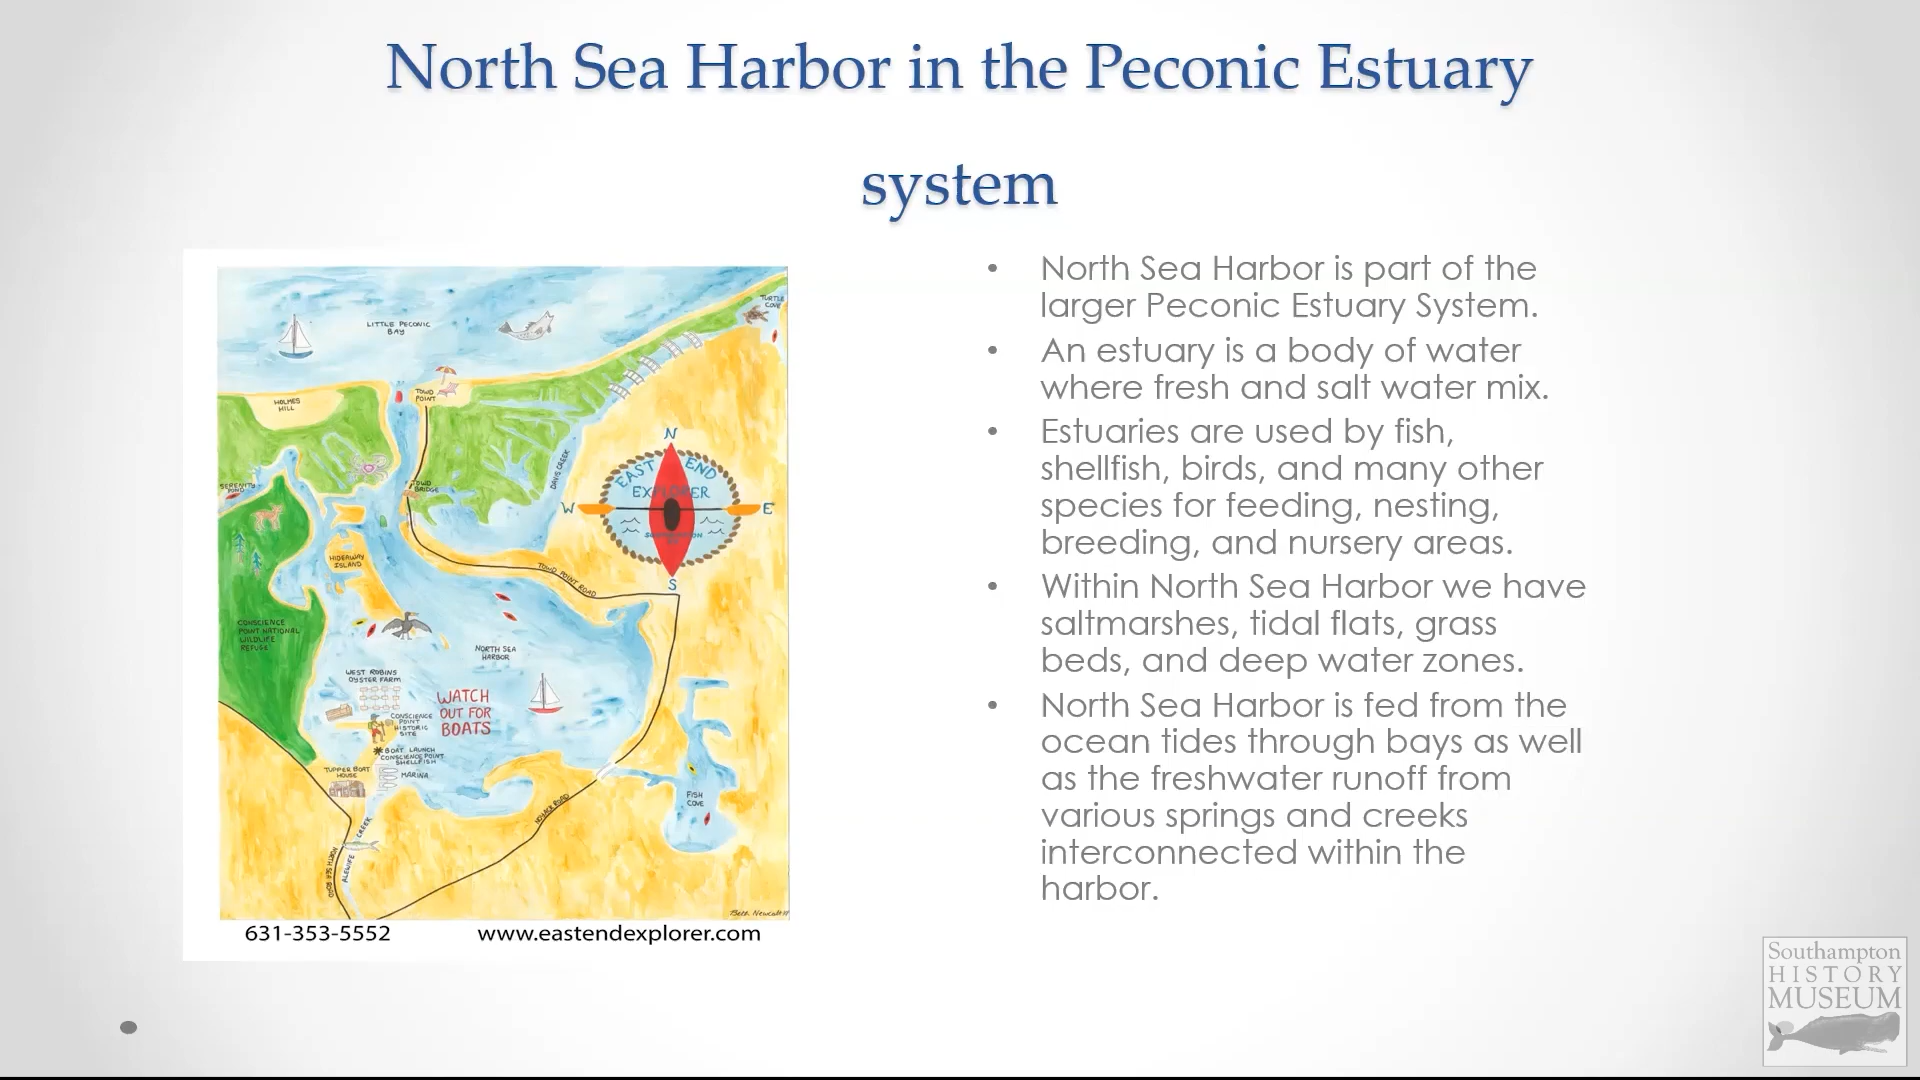 North Sea Harbor in the Peconic Estuary
system
LITTLE PECONIC
BAY
TURTLE
COVE
HOLMES
HILL
TOWD
POINT
N
EAST END
EXPLORER
W
E
S
DAVIS CREEK
SERENITY
POND
TOWD
BRIDGE
HIDEAWAY
ISLAND
TOWD POINT ROAD
CONSCIENCE
POINT NATIONAL
WILDLIFE
REFUGE
NORTH SEA
HARBOR
WEST ROBINS
OYSTER FARM
WATCH
OUT FOR
BOATS
CONSCIENCE
POINT
HISTORIC
SITE
BOAT LAUNCH
CONSCIENCE POINT
SHELLFISH
TUPPER BOAT
HOUSE
MARINA
FISH
COVE
NOYACK ROAD
ALEWIFE CREEK
NORTH SEA ROAD
631-353-5552 www.eastendexplorer.com
• North Sea Harbor is part of the
larger Peconic Estuary System.
• An estuary is a body of water
where fresh and salt water mix.
• Estuaries are used by fish,
shellfish, birds, and many other
species for feeding, nesting,
breeding, and nursery areas.
• Within North Sea Harbor we have
saltmarshes, tidal flats, grass
beds, and deep water zones.
• North Sea Harbor is fed from the
ocean tides through bays as well
as the freshwater runoff from
various springs and creeks
interconnected within the
harbor.
Southampton
HISTORY
MUSEUM